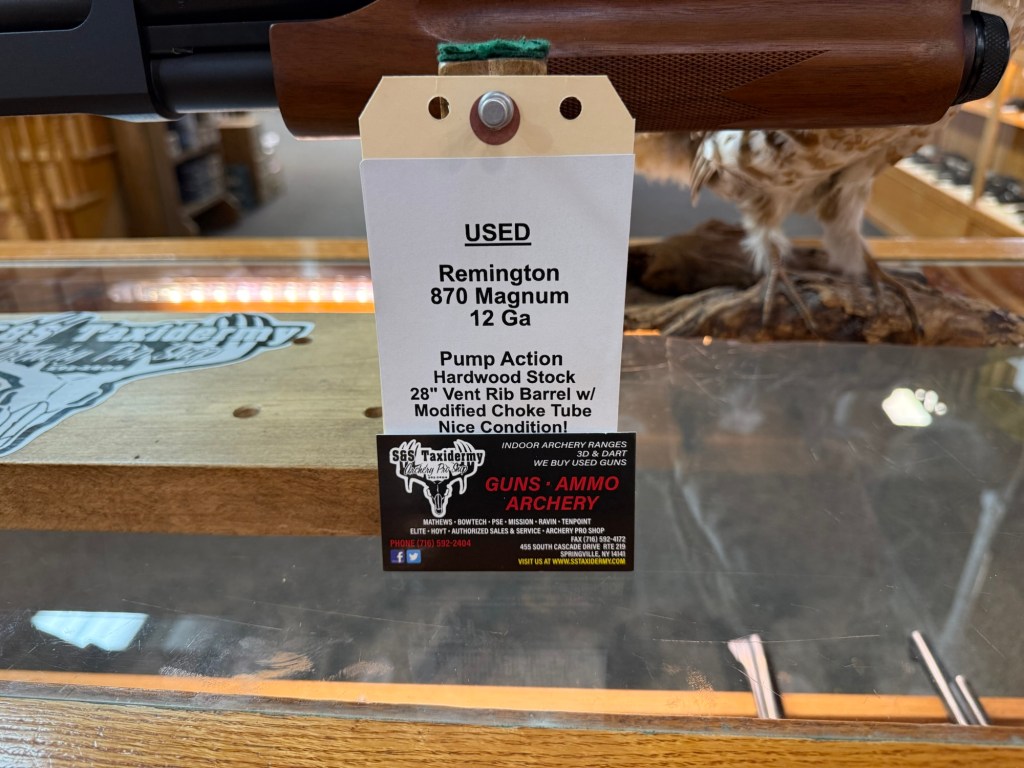 USED
Remington
870 Magnum
12 Ga
Pump Action
Hardwood Stock
28" Vent Rib Barrel w/
Modified Choke Tube
Nice Condition!
S&S Taxidermy
Archery Pro Shop
INDOOR ARCHERY RANGES
3D & DART
WE BUY USED GUNS
GUNS • AMMO
ARCHERY
MATHEWS • BOWTECH • PSE • MISSION • RAVIN • TENPOINT
ELITE • HOYT • AUTHORIZED SALES & SERVICE • ARCHERY PRO SHOP
PHONE (716) 592-2404
FAX (716) 592-4172
455 SOUTH CASCADE DRIVE RTE 219
SPRINGVILLE, NY 14141
VISIT US AT WWW.SSTAXIDERMY.COM
S&S Taxidermy